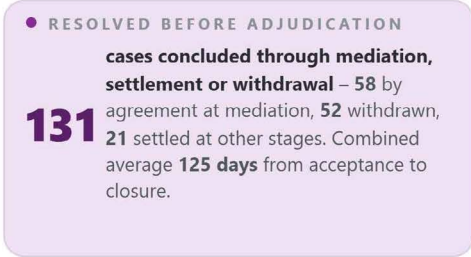 RESOLVED BEFORE ADJUDICATION
131
cases concluded through mediation,
settlement or withdrawal – 58 by
agreement at mediation, 52 withdrawn,
21 settled at other stages. Combined
average 125 days from acceptance to
closure.